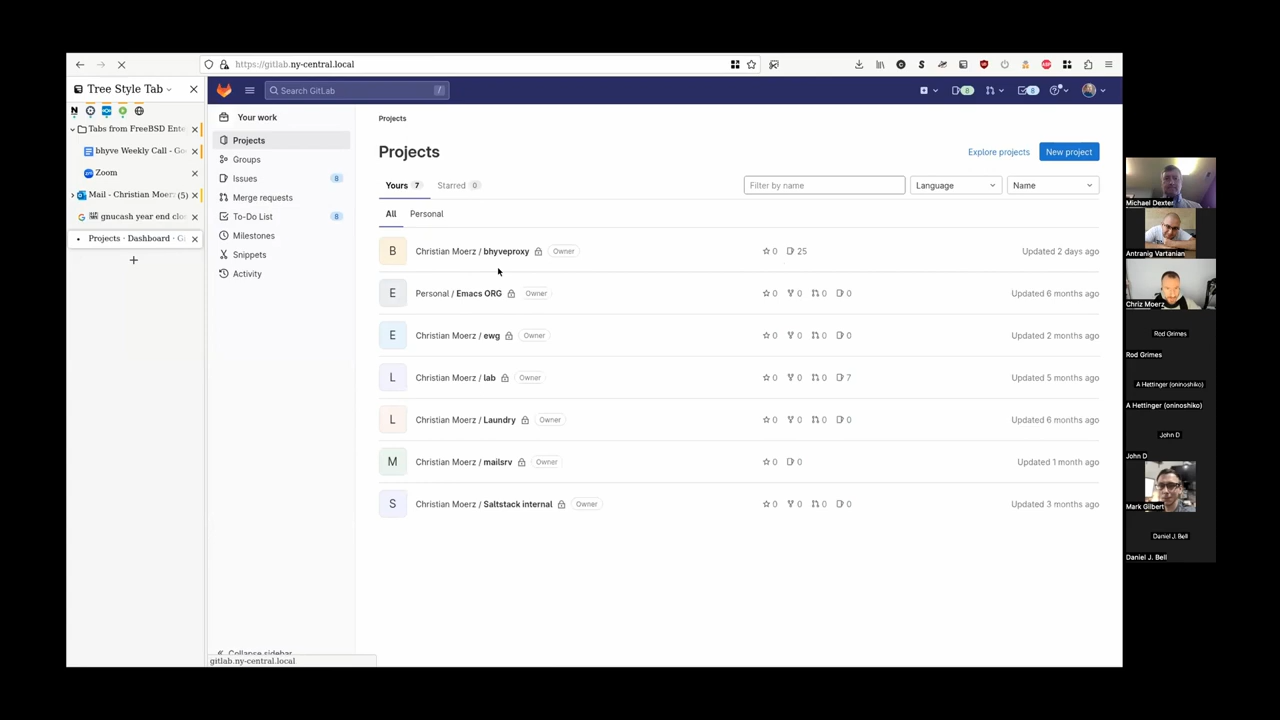 https://gitlab.ny-central.local
Tree Style Tab
Search GitLab
/
8
8
Tabs from FreeBSD Ente
bhyve Weekly Call - Go
Zoom
Mail - Christian Moerz
(5)
gnucash year end clo
Projects · Dashboard · Gi
Your work
Projects
Groups
Issues
8
Merge requests
To-Do List
8
Milestones
Snippets
Activity
Collapse sidebar
gitlab.ny-central.local
Projects
Projects
Explore projects
New project
Yours 7
Starred 0
Filter by name
Language
Name
All
Personal
B
Christian Moerz / bhyveproxy
Owner
0
25
Updated 2 days ago
E
Personal / Emacs ORG
Owner
0
0
0
0
Updated 6 months ago
E
Christian Moerz / ewg
Owner
0
0
0
0
Updated 2 months ago
L
Christian Moerz / lab
Owner
0
0
0
7
Updated 5 months ago
L
Christian Moerz / Laundry
Owner
0
0
0
0
Updated 6 months ago
M
Christian Moerz / mailsrv
Owner
0
0
Updated 1 month ago
S
Christian Moerz / Saltstack internal
Owner
0
0
0
0
Updated 3 months ago
Michael Dexter
Antranig Vartanian
Chriz Moerz
Rod Grimes
Rod Grimes
A Hettinger (oninoshiko)
A Hettinger (oninoshiko)
John D
John D
Mark Gilbert
Daniel J. Bell
Daniel J. Bell